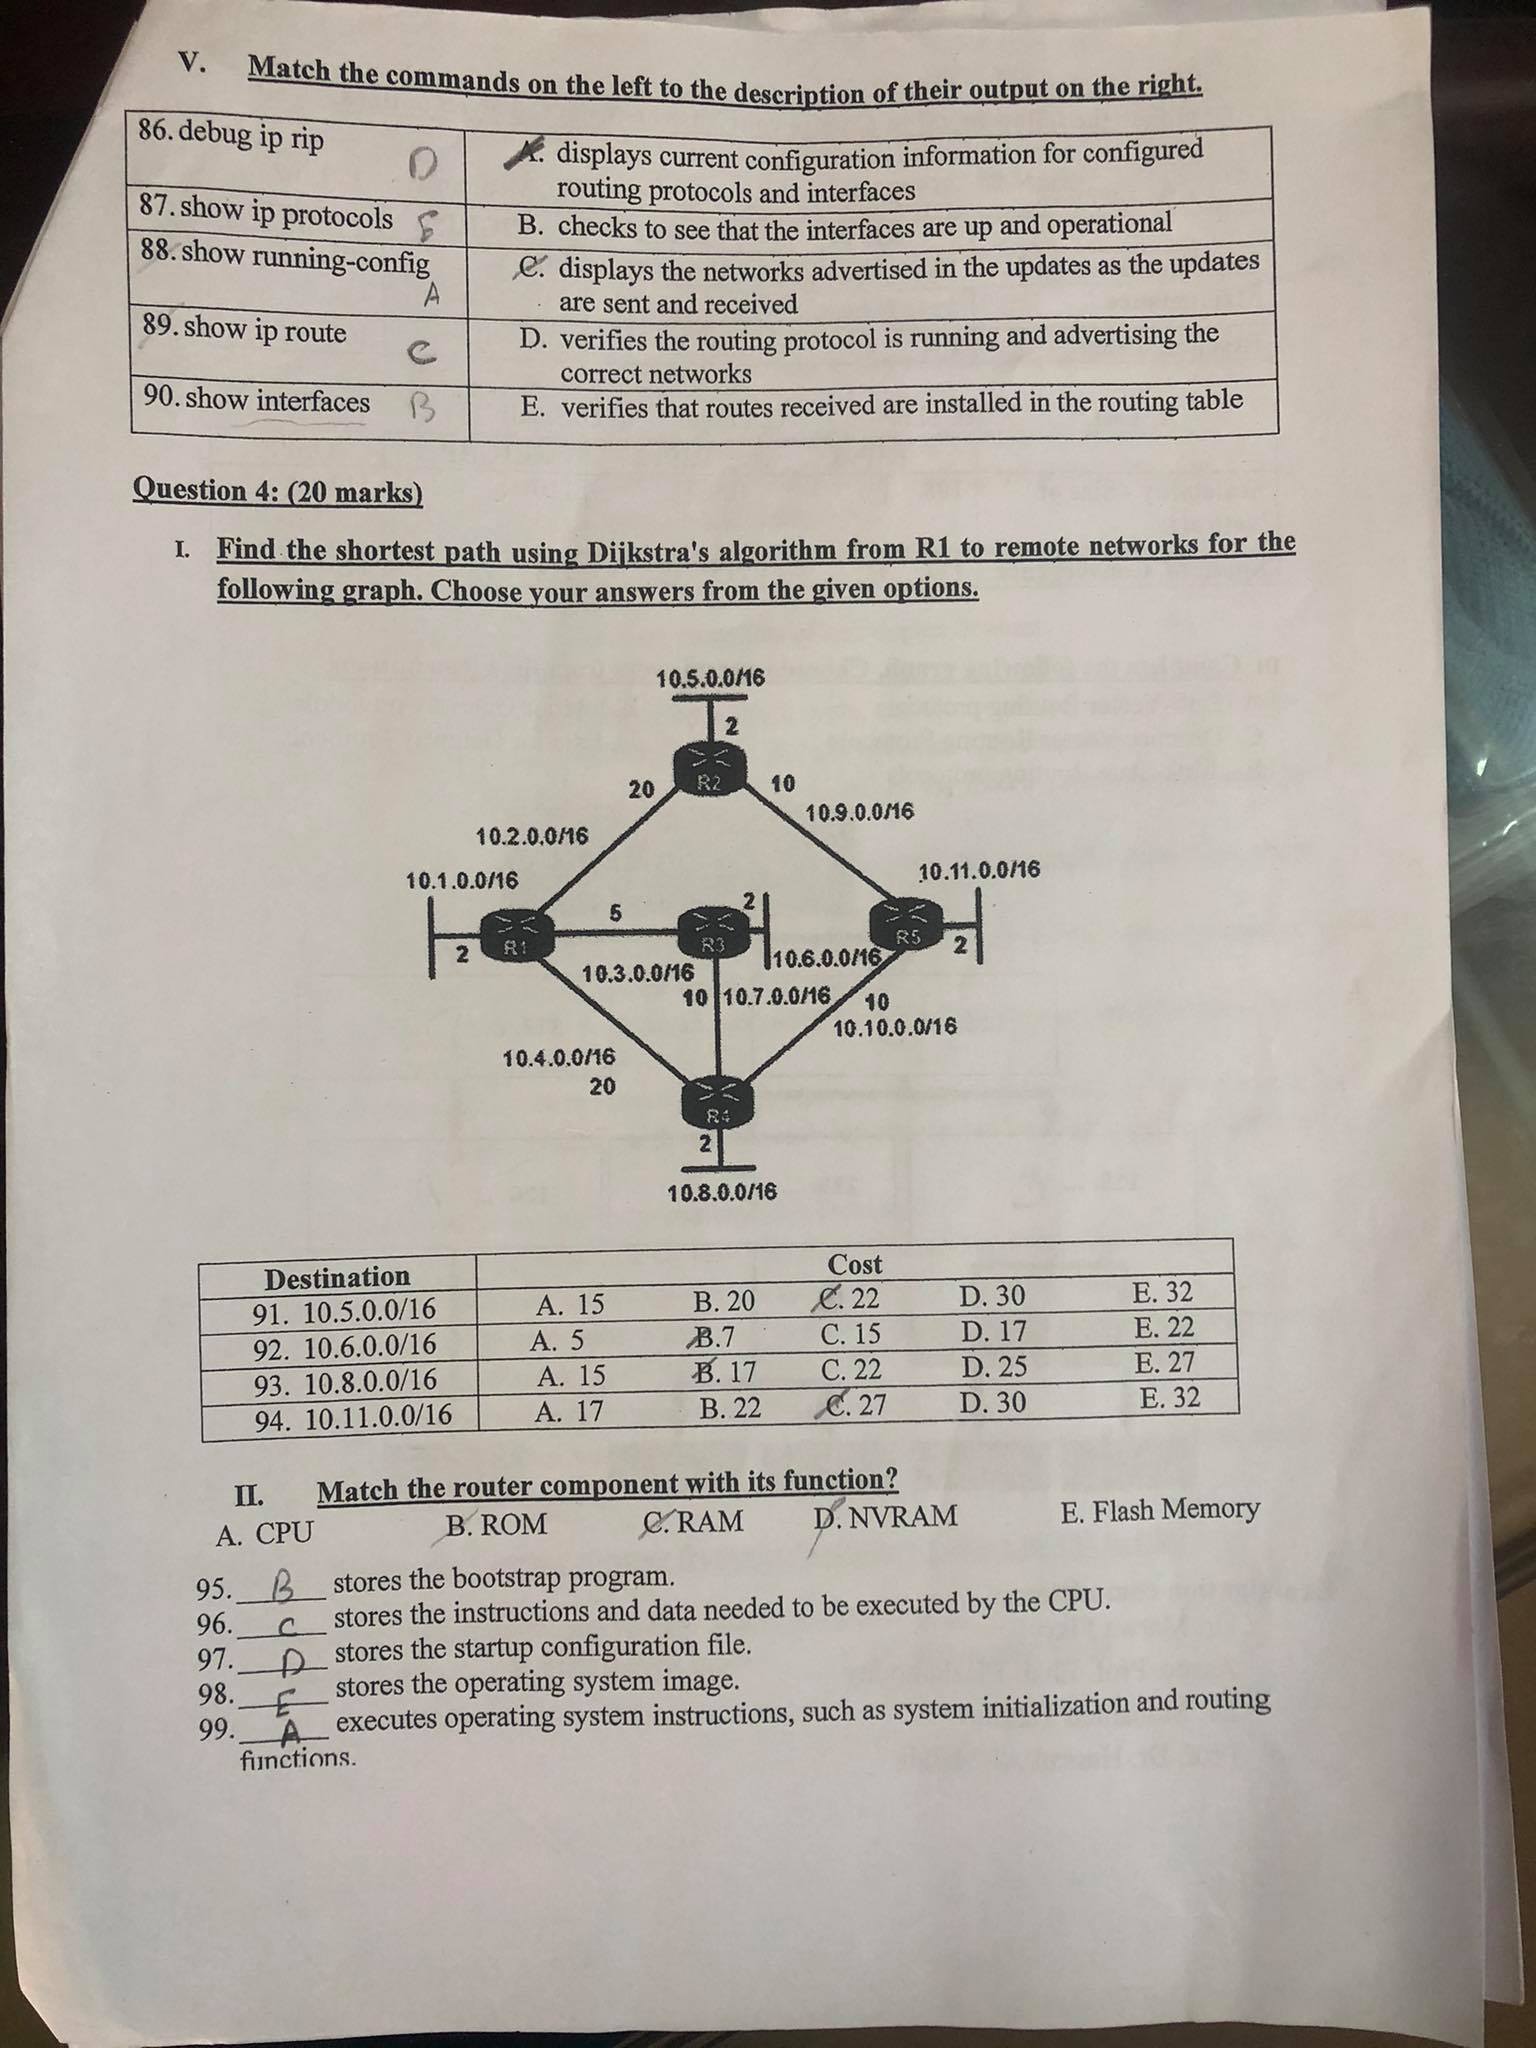 V. Match the commands on the left to the description of their output on the right.
86. debug ip rip D
A. displays current configuration information for configured
routing protocols and interfaces
87. show ip protocols E
B. checks to see that the interfaces are up and operational
88. show running-config
A
C. displays the networks advertised in the updates as the updates
are sent and received
89. show ip route C
D. verifies the routing protocol is running and advertising the
correct networks
90. show interfaces B
E. verifies that routes received are installed in the routing table
Question 4: (20 marks)
I. Find the shortest path using Dijkstra's algorithm from R1 to remote networks for the
following graph. Choose your answers from the given options.
10.5.0.0/16
2
R2
20 10
10.9.0.0/16
10.2.0.0/16
10.1.0.0/16
10.11.0.0/16
5 2
R1 R3 R5
2 2
10.3.0.0/16 10.6.0.0/16
10 10.7.0.0/16 10
10.10.0.0/16
10.4.0.0/16
20
R4
2
10.8.0.0/16
Destination Cost
91. 10.5.0.0/16 A. 15 B. 20 C. 22 D. 30 E. 32
92. 10.6.0.0/16 A. 5 B.7 C. 15 D. 17 E. 22
93. 10.8.0.0/16 A. 15 B. 17 C. 22 D. 25 E. 27
94. 10.11.0.0/16 A. 17 B. 22 C. 27 D. 30 E. 32
II. Match the router component with its function?
A. CPU B. ROM C. RAM D. NVRAM E. Flash Memory
95. B stores the bootstrap program.
96. C stores the instructions and data needed to be executed by the CPU.
97. D stores the startup configuration file.
98. E stores the operating system image.
99. A executes operating system instructions, such as system initialization and routing
functions.